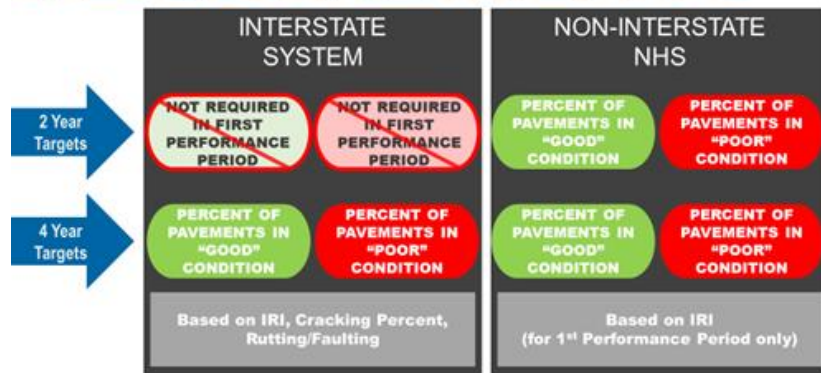 INTERSTATE
SYSTEM
NON-INTERSTATE
NHS
2 Year
Targets
NOT REQUIRED
IN FIRST
PERFORMANCE
PERIOD
NOT REQUIRED
IN FIRST
PERFORMANCE
PERIOD
PERCENT OF
PAVEMENTS IN
“GOOD”
CONDITION
PERCENT OF
PAVEMENTS IN
“POOR”
CONDITION
4 Year
Targets
PERCENT OF
PAVEMENTS IN
“GOOD”
CONDITION
PERCENT OF
PAVEMENTS IN
“POOR”
CONDITION
PERCENT OF
PAVEMENTS IN
“GOOD”
CONDITION
PERCENT OF
PAVEMENTS IN
“POOR”
CONDITION
Based on IRI, Cracking Percent,
Rutting/Faulting
Based on IRI
(for 1st Performance Period only)